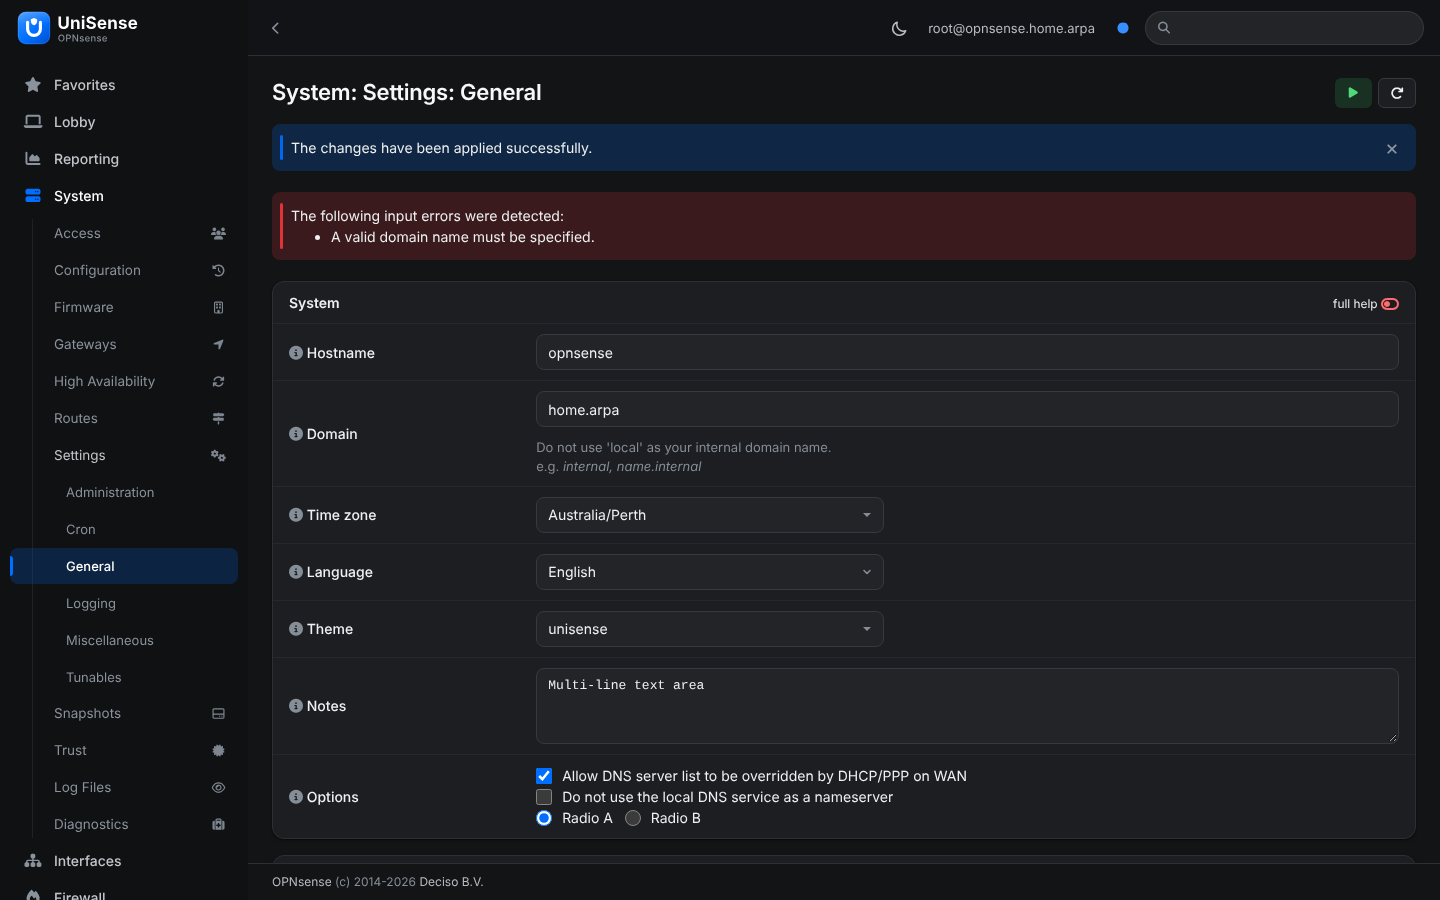 UniSense
OPNsense
root@opnsense.home.arpa
Favorites
Lobby
Reporting
System
Access
Configuration
Firmware
Gateways
High Availability
Routes
Settings
Administration
Cron
General
Logging
Miscellaneous
Tunables
Snapshots
Trust
Log Files
Diagnostics
Interfaces
Firewall
System: Settings: General
The changes have been applied successfully.
The following input errors were detected:
• A valid domain name must be specified.
System
full help
Hostname
opnsense
Domain
home.arpa
Do not use 'local' as your internal domain name.
e.g. internal, name.internal
Time zone
Australia/Perth
Language
English
Theme
unisense
Notes
Multi-line text area
Options
Allow DNS server list to be overridden by DHCP/PPP on WAN
Do not use the local DNS service as a nameserver
Radio A Radio B
OPNsense (c) 2014-2026 Deciso B.V.